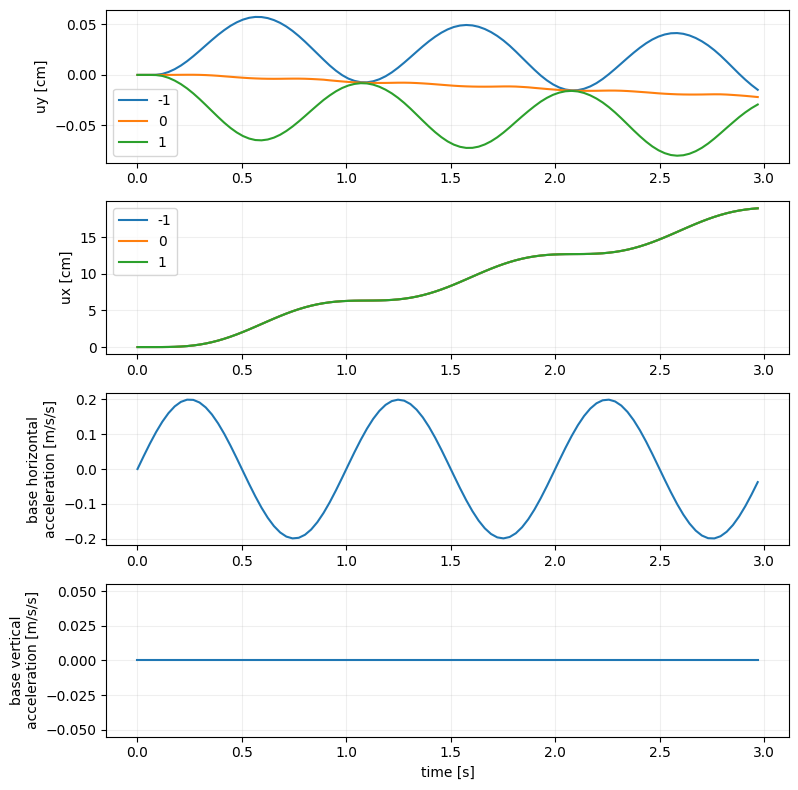 uy [cm]
0.05
0.00
−0.05
-1
0
1
0.0 0.5 1.0 1.5 2.0 2.5 3.0
ux [cm]
15
10
5
0
-1
0
1
0.0 0.5 1.0 1.5 2.0 2.5 3.0
base horizontal
acceleration [m/s/s]
0.2
0.1
0.0
−0.1
−0.2
0.0 0.5 1.0 1.5 2.0 2.5 3.0
base vertical
acceleration [m/s/s]
0.050
0.025
0.000
−0.025
−0.050
0.0 0.5 1.0 1.5 2.0 2.5 3.0
time [s]